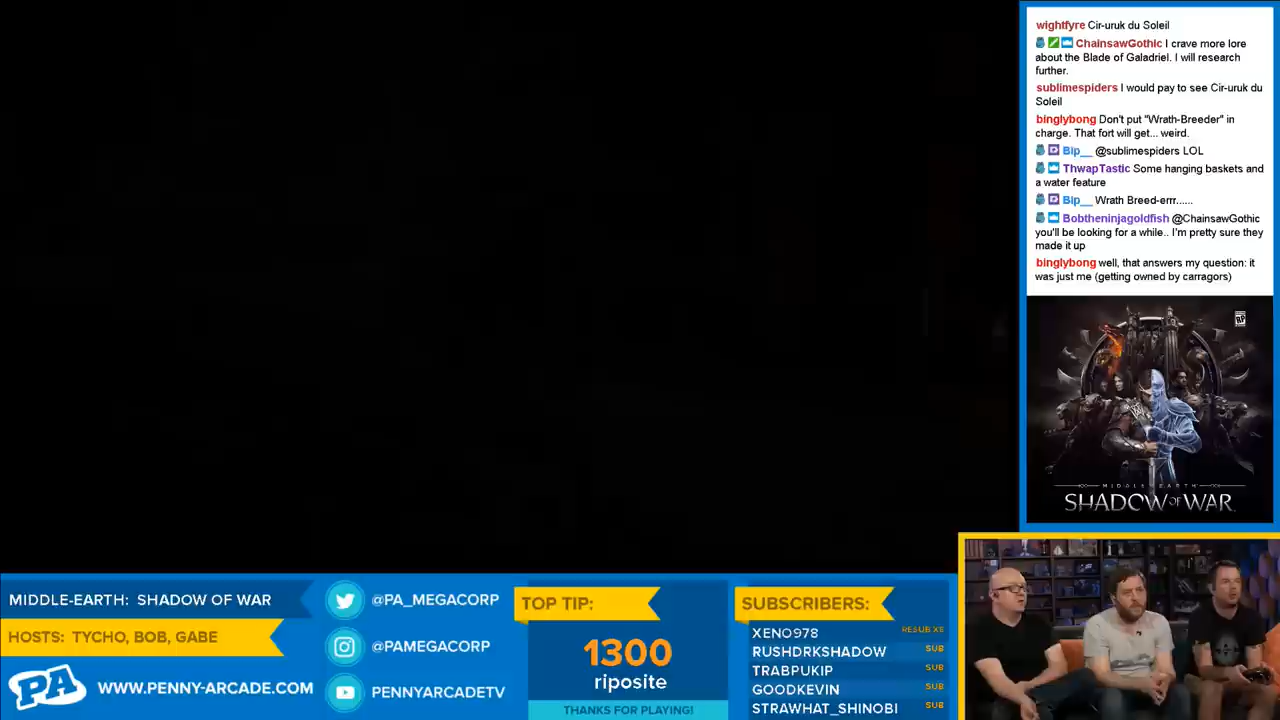 wightfyre Cir-uruk du Soleil
ChainsawGothic I crave more lore
about the Blade of Galadriel. I will research
further.
sublimespiders I would pay to see Cir-uruk du
Soleil
binglybong Don't put "Wrath-Breeder" in
charge. That fort will get... weird.
Bip__ @sublimespiders LOL
ThwapTastic Some hanging baskets and
a water feature
Bip__ Wrath Breed-errr......
Bobtheninjagoldfish @ChainsawGothic
you'll be looking for a while.. I'm pretty sure they
made it up
binglybong well, that answers my question: it
was just me (getting owned by carragors)
MIDDLE-EARTH
SHADOW OF WAR
MIDDLE-EARTH: SHADOW OF WAR
HOSTS: TYCHO, BOB, GABE
PA
WWW.PENNY-ARCADE.COM
@PA_MEGACORP
@PAMEGACORP
PENNYARCADETV
TOP TIP:
1300
riposite
THANKS FOR PLAYING!
SUBSCRIBERS:
XENO978 RESUB X5
RUSHDRKSHADOW SUB
TRABPUKIP SUB
GOODKEVIN SUB
STRAWHAT_SHINOBI SUB